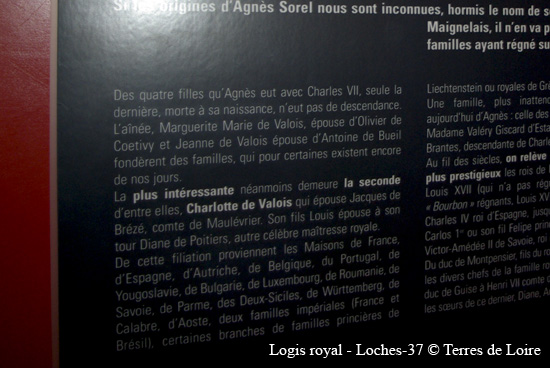 Si les origines d'Agnès Sorel nous sont inconnues, hormis le nom de s
Maignelais, il n'en va p
familles ayant régné su
Des quatre filles qu'Agnès eut avec Charles VII, seule la
dernière, morte à sa naissance, n'eut pas de descendance.
L'aînée, Marguerite Marie de Valois, épouse d'Olivier de
Coetivy et Jeanne de Valois épouse d'Antoine de Bueil
fondèrent des familles, qui pour certaines existent encore
de nos jours.
La plus intéressante néanmoins demeure la seconde
d'entre elles, Charlotte de Valois qui épouse Jacques de
Brézé, comte de Maulévrier. Son fils Louis épouse à son
tour Diane de Poitiers, autre célèbre maîtresse royale.
De cette filiation proviennent les Maisons de France,
d'Espagne, d'Autriche, de Belgique, du Portugal, de
Yougoslavie, de Bulgarie, de Luxembourg, de Roumanie, de
Savoie, de Parme, des Deux-Siciles, de Württemberg, de
Calabre, d'Aoste, deux familles impériales (France et
Brésil), certaines branches de familles princières de
Liechtenstein ou royales de Gr
Une famille, plus inatten
aujourd'hui d'Agnès : celle des
Madame Valéry Giscard d'Esta
Brantes, descendante de Charl
Au fil des siècles, on relève
plus prestigieux les rois de
Louis XVII (qui n'a pas rég
« Bourbon » régnants, Louis XV
Charles IV roi d'Espagne, jusq
Carlos 1er ou son fil Felipe prin
Victor-Amédée II de Savoie, roi
Du duc de Montpensier, fils du ro
les divers chefs de la famille ro
duc de Guise à Henri VII comte d
les sœurs de ce dernier, Diane, A
Logis royal - Loches-37 © Terres de Loire